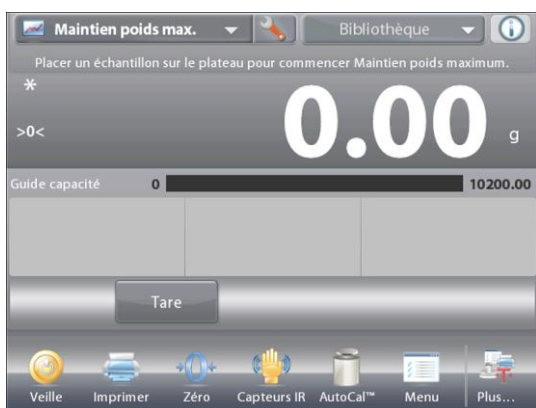 Maintien poids max. Bibliothèque
Placer un échantillon sur le plateau pour commencer Maintien poids maximum.
*
>0< 0.00 g
Guide capacité 0 10200.00
Tare
Veille Imprimer Zéro Capteurs IR AutoCal™ Menu Plus...